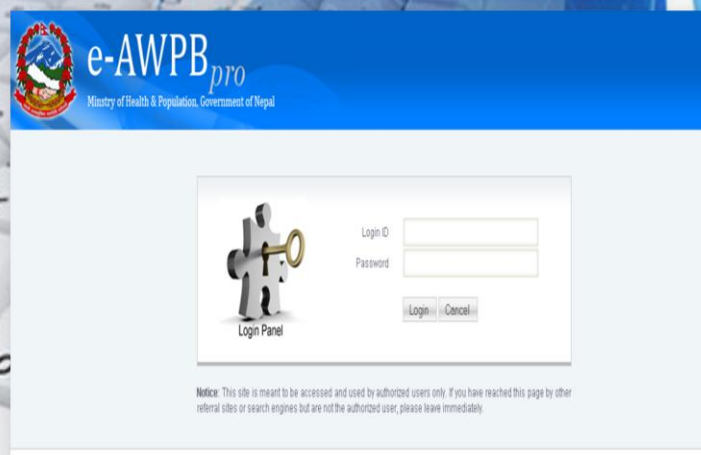 e-AWPB pro
Ministry of Health & Population, Government of Nepal
Login ID
Password
Login Cancel
Login Panel
Notice: This site is meant to be accessed and used by authorized users only. If you have reached this page by other
referral sites or search engines but are not the authorized user, please leave immediately.